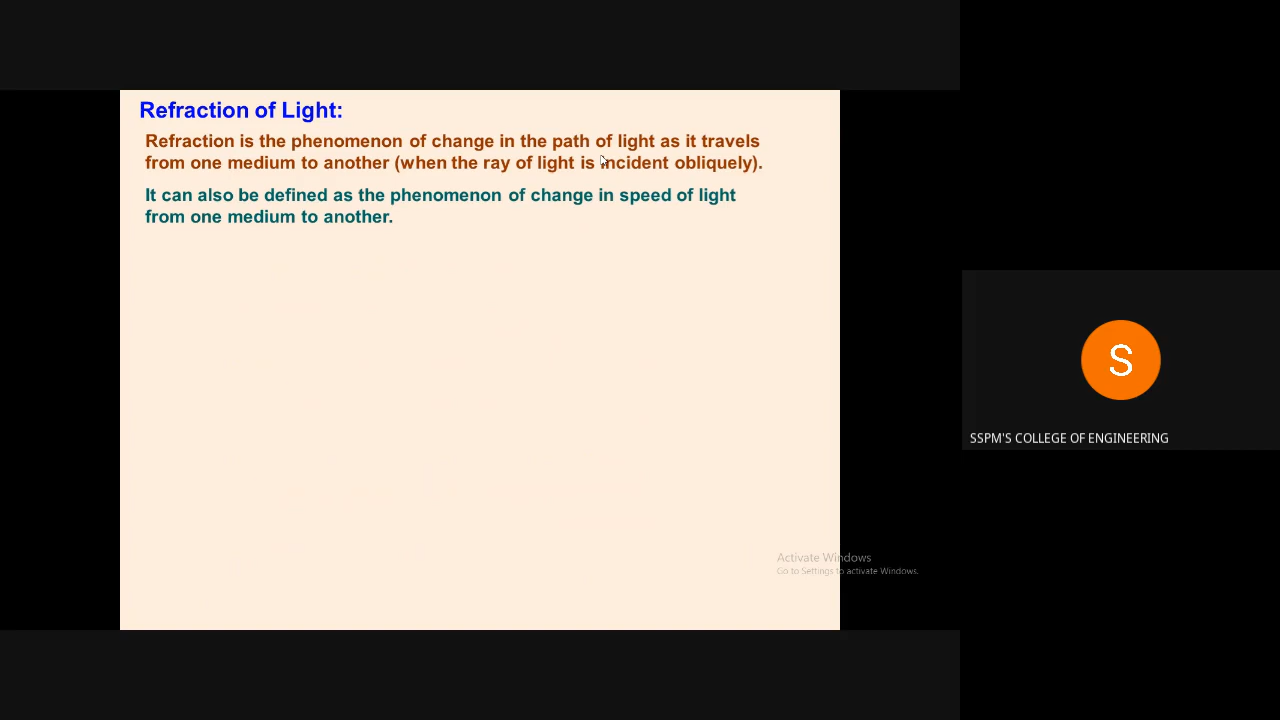 Refraction of Light:
Refraction is the phenomenon of change in the path of light as it travels
from one medium to another (when the ray of light is incident obliquely).
It can also be defined as the phenomenon of change in speed of light
from one medium to another.
S
SSPM'S COLLEGE OF ENGINEERING
Activate Windows
Go to Settings to activate Windows.